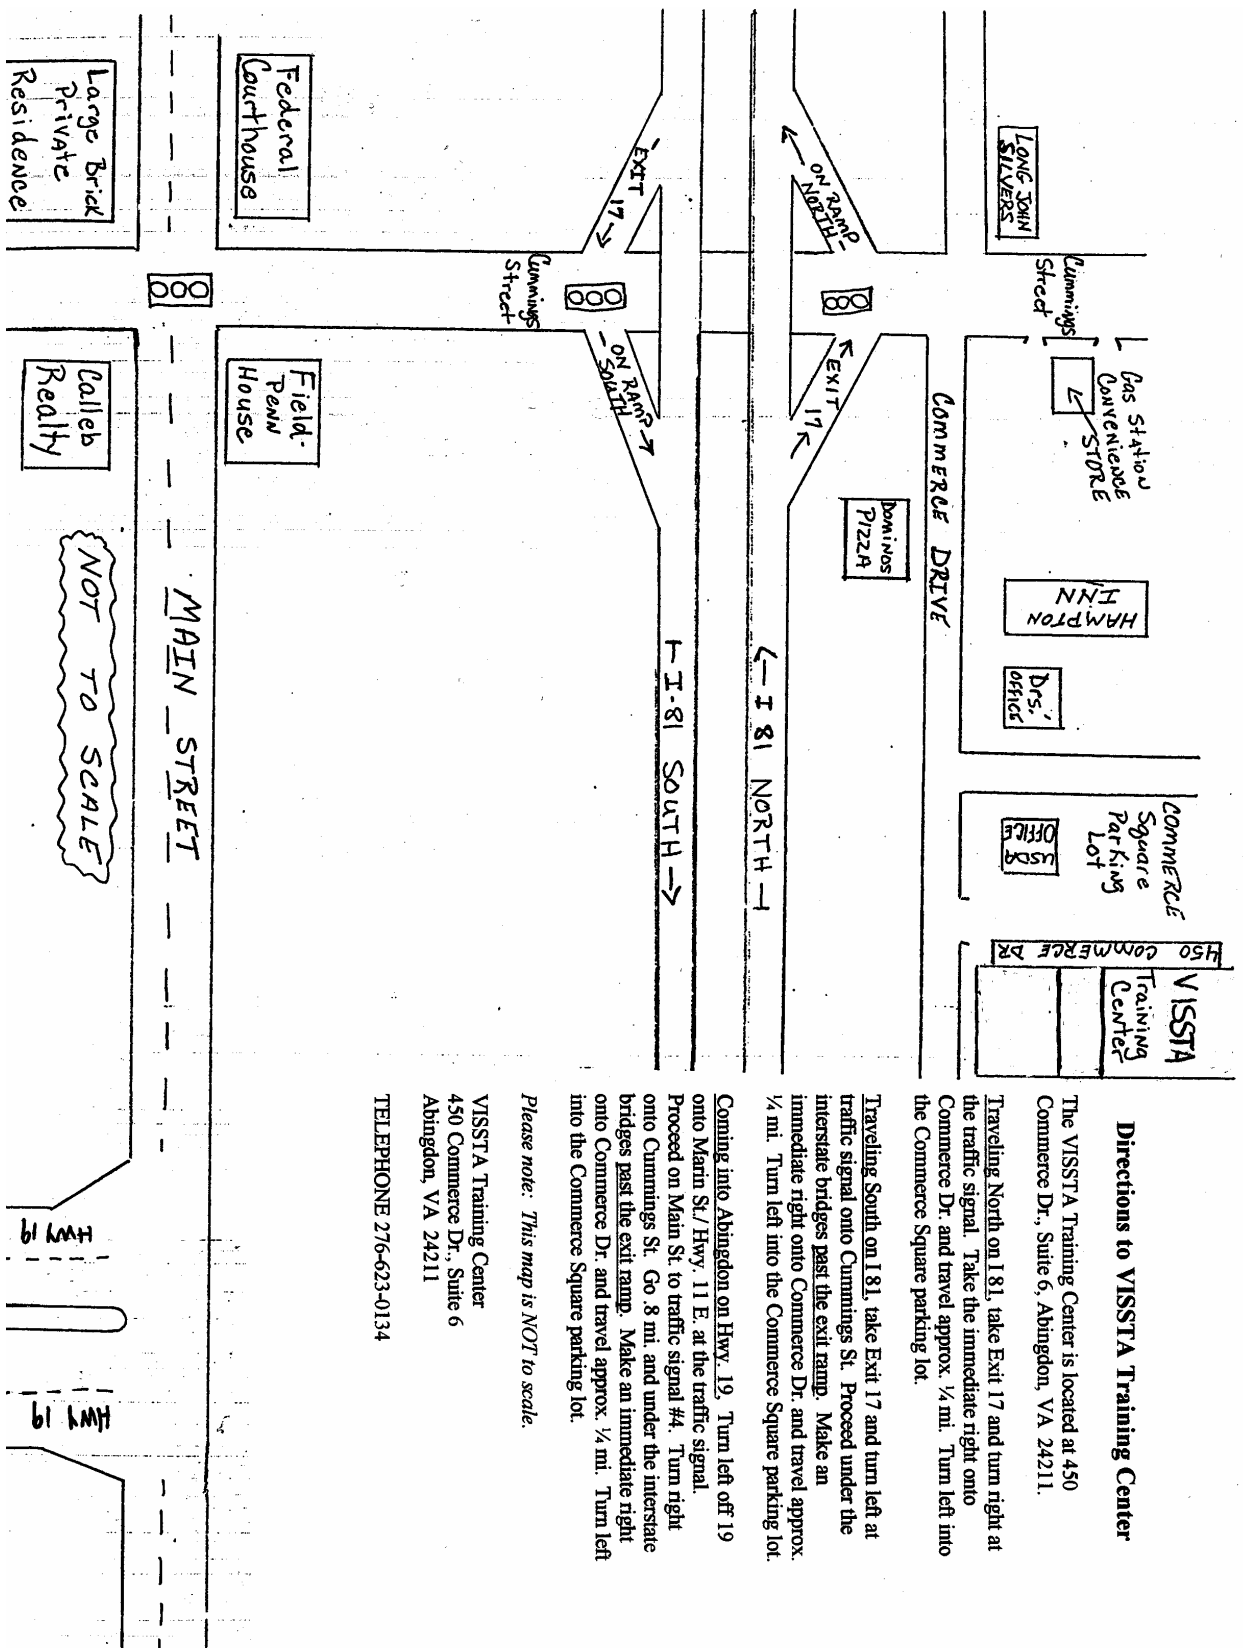 Directions to VISSTA Training Center
The VISSTA Training Center is located at 450
Commerce Dr., Suite 6, Abingdon, VA 24211.
Traveling North on I 81, take Exit 17 and turn right at
the traffic signal. Take the immediate right onto
Commerce Dr. and travel approx. ¼ mi. Turn left into
the Commerce Square parking lot.
Traveling South on I 81, take Exit 17 and turn left at
traffic signal onto Cummings St. Proceed under the
interstate bridges past the exit ramp. Make an
immediate right onto Commerce Dr. and travel approx.
¼ mi. Turn left into the Commerce Square parking lot.
Coming into Abingdon on Hwy. 19, Turn left off 19
onto Marin St./ Hwy. 11 E. at the traffic signal.
Proceed on Main St. to traffic signal #4. Turn right
onto Cummings St. Go .8 mi. and under the interstate
bridges past the exit ramp. Make an immediate right
onto Commerce Dr. and travel approx. ¼ mi. Turn left
into the Commerce Square parking lot.
Please note: This map is NOT to scale.
VISSTA Training Center
450 Commerce Dr., Suite 6
Abingdon, VA 24211
TELEPHONE 276-623-0134
LONG JOHN
SILVERS
Cummings
Street
Gas Station
CONVENIENCE
STORE
HAMPTON
INN
Drs.'
OFFICE
COMMERCE
Square
Parking
Lot
USDA
OFFICE
450 COMMERCE DR
VISSTA
Training
Center
COMMERCE DRIVE
Dominos
PIZZA
ON RAMP
NORTH
EXIT 17
← I 81 NORTH
I-81 SOUTH →
EXIT 17
ON RAMP
SOUTH
Cummings
Street
Federal
Courthouse
Field-
Penn
House
MAIN STREET
Large Brick
Private
Residence
Calleb
Realty
NOT TO SCALE
HWY 19
HWY 19